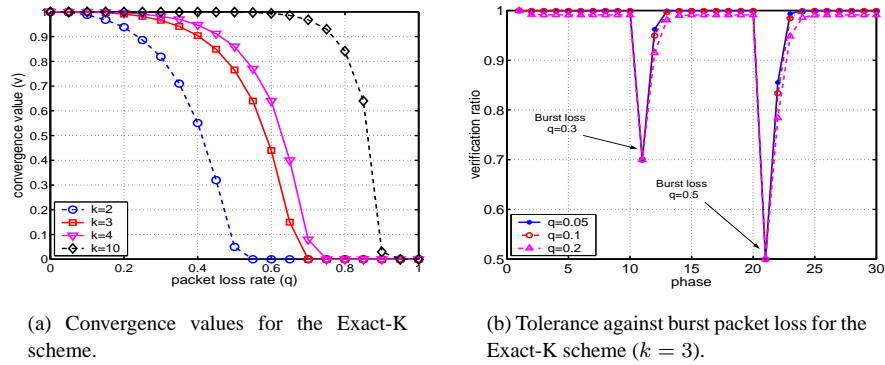 1
0.9
0.8
0.7
0.6
0.5
0.4
0.3
0.2
0.1
0
convergence value (v)
k=2
k=3
k=4
k=10
0 0.2 0.4 0.6 0.8 1
packet loss rate (q)
1
0.9
0.8
0.7
0.6
0.5
verification ratio
Burst loss
q=0.3
Burst loss
q=0.5
q=0.05
q=0.1
q=0.2
0 5 10 15 20 25 30
phase
(a) Convergence values for the Exact-K
scheme.
(b) Tolerance against burst packet loss for the
Exact-K scheme (k = 3).